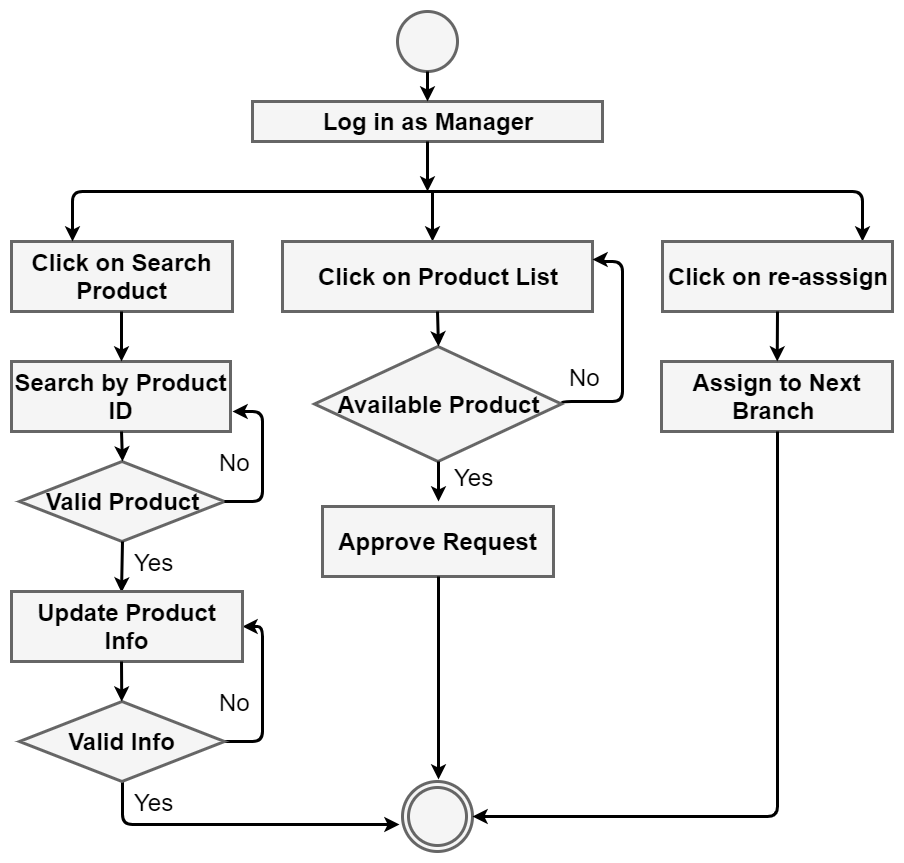 Log in as Manager
Click on Search
Product
Click on Product List
Click on re-asssign
Search by Product
ID
No
Valid Product
Yes
Update Product
Info
No
Valid Info
Yes
Available Product
No
Yes
Approve Request
Assign to Next
Branch